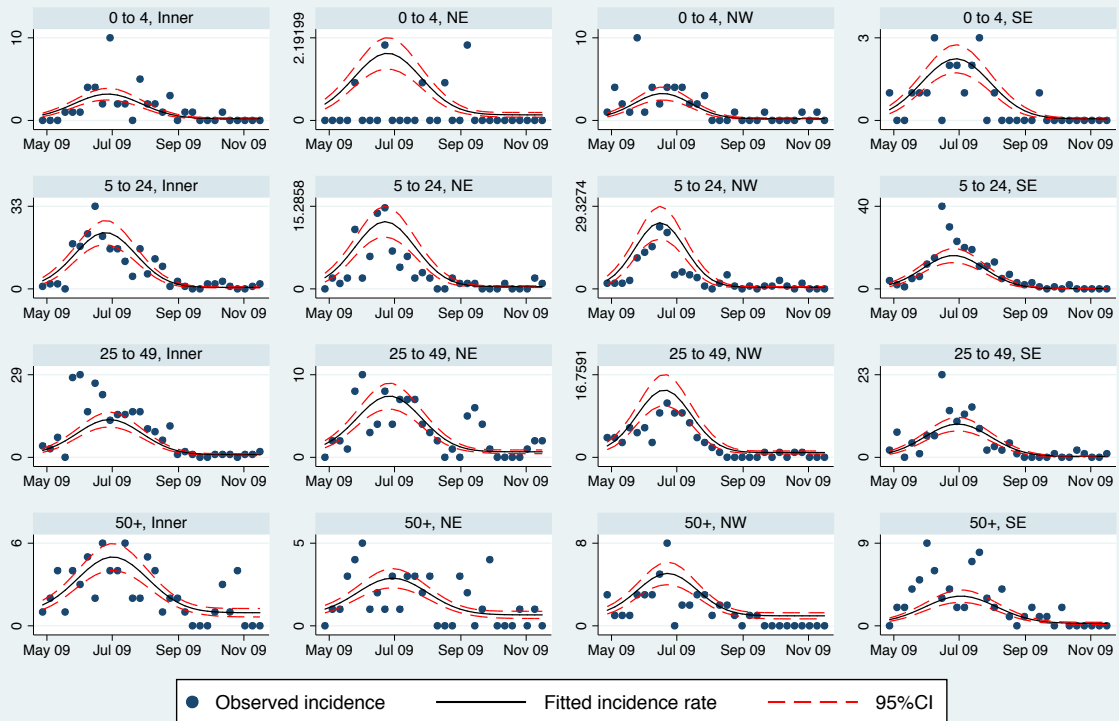 0 to 4, Inner
10
0
May 09 Jul 09 Sep 09 Nov 09
0 to 4, NE
2.19199
0
May 09 Jul 09 Sep 09 Nov 09
0 to 4, NW
10
0
May 09 Jul 09 Sep 09 Nov 09
0 to 4, SE
3
0
May 09 Jul 09 Sep 09 Nov 09
5 to 24, Inner
33
0
May 09 Jul 09 Sep 09 Nov 09
5 to 24, NE
15.2858
0
May 09 Jul 09 Sep 09 Nov 09
5 to 24, NW
29.3274
0
May 09 Jul 09 Sep 09 Nov 09
5 to 24, SE
40
0
May 09 Jul 09 Sep 09 Nov 09
25 to 49, Inner
29
0
May 09 Jul 09 Sep 09 Nov 09
25 to 49, NE
10
0
May 09 Jul 09 Sep 09 Nov 09
25 to 49, NW
16.7591
0
May 09 Jul 09 Sep 09 Nov 09
25 to 49, SE
23
0
May 09 Jul 09 Sep 09 Nov 09
50+, Inner
6
0
May 09 Jul 09 Sep 09 Nov 09
50+, NE
5
0
May 09 Jul 09 Sep 09 Nov 09
50+, NW
8
0
May 09 Jul 09 Sep 09 Nov 09
50+, SE
9
0
May 09 Jul 09 Sep 09 Nov 09
Observed incidence Fitted incidence rate 95%CI